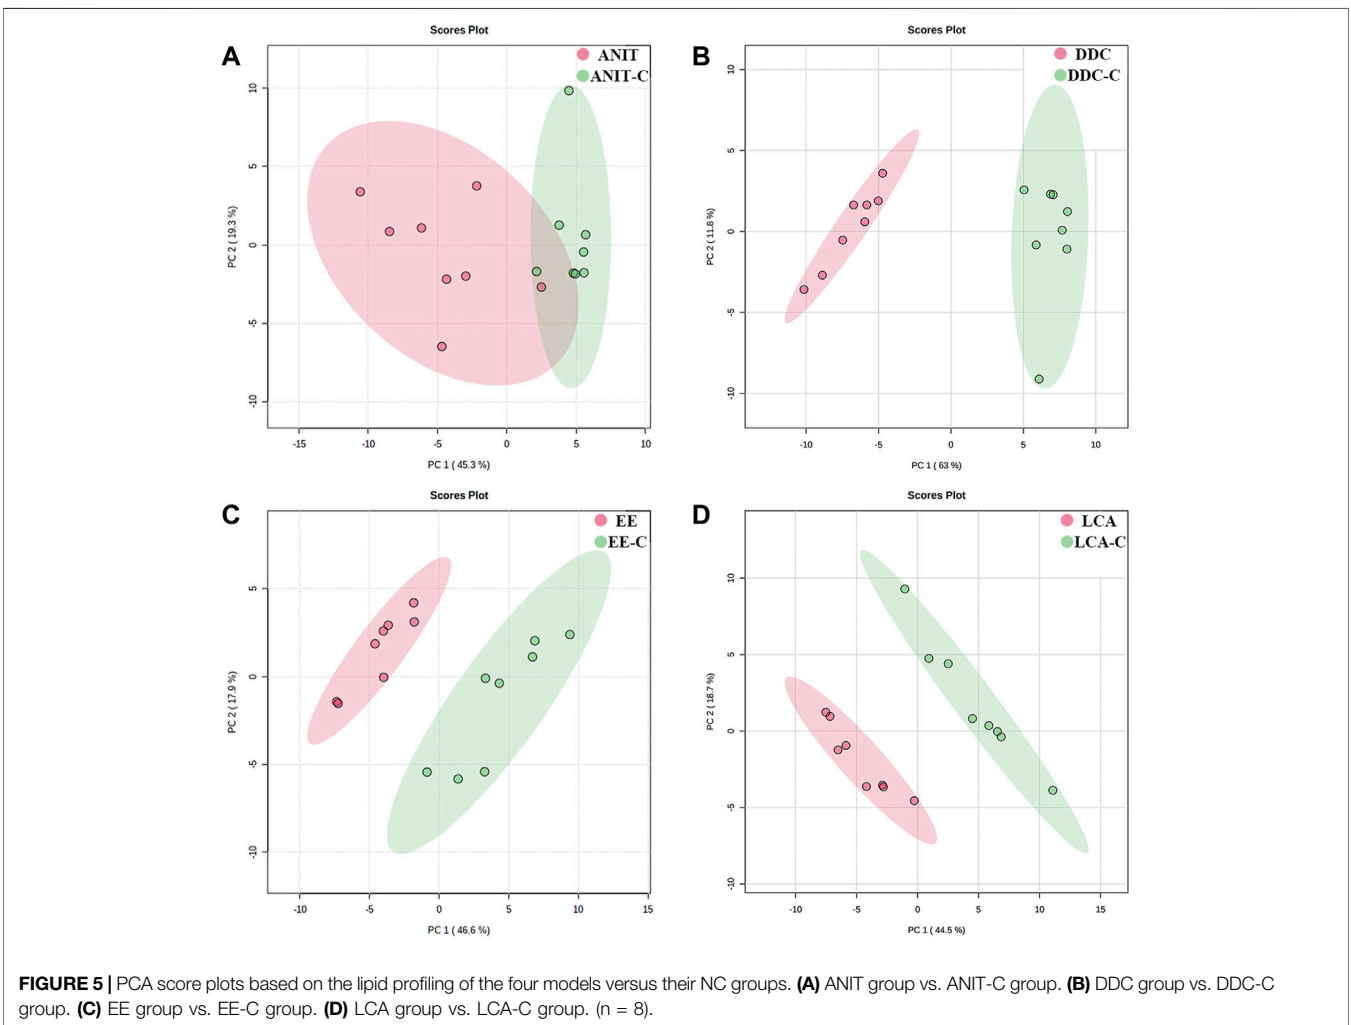 Scores Plot
A
ANIT
ANIT-C
10
5
0
-5
-10
PC 2 ( 19.3 %)
-15
-10
-5
0
5
10
PC 1 ( 45.3 %)
Scores Plot
B
DDC
DDC-C
10
5
0
-5
-10
PC 2 ( 11.8 %)
-10
-5
0
5
10
PC 1 ( 63 %)
Scores Plot
C
EE
EE-C
5
0
-5
-10
PC 2 ( 17.9 %)
-10
-5
0
5
10
15
PC 1 ( 46.6 %)
Scores Plot
D
LCA
LCA-C
10
5
0
-5
-10
PC 2 ( 18.7 %)
-10
-5
0
5
10
15
PC 1 ( 44.5 %)
FIGURE 5 | PCA score plots based on the lipid profiling of the four models versus their NC groups. (A) ANIT group vs. ANIT-C group. (B) DDC group vs. DDC-C
group. (C) EE group vs. EE-C group. (D) LCA group vs. LCA-C group. (n = 8).